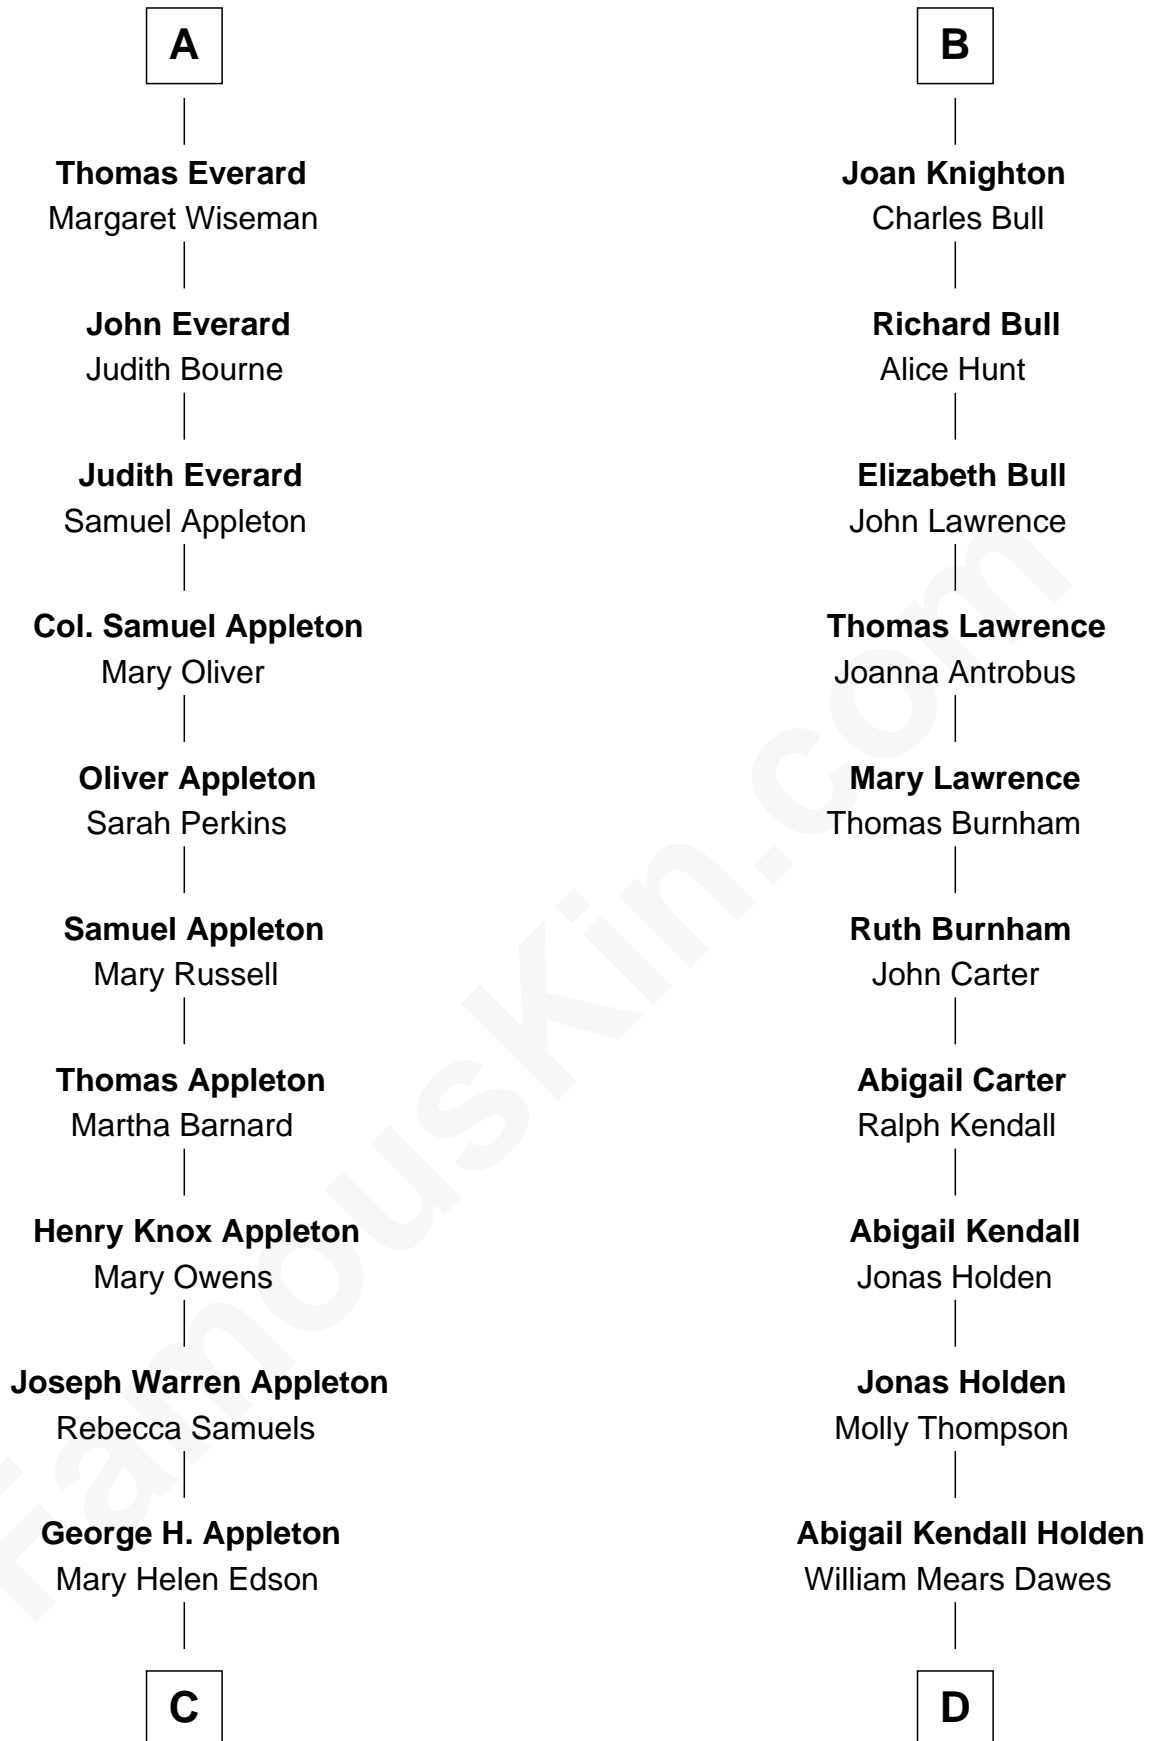 A
Thomas Everard
Margaret Wiseman
John Everard
Judith Bourne
Judith Everard
Samuel Appleton
Col. Samuel Appleton
Mary Oliver
Oliver Appleton
Sarah Perkins
Samuel Appleton
Mary Russell
Thomas Appleton
Martha Barnard
Henry Knox Appleton
Mary Owens
Joseph Warren Appleton
Rebecca Samuels
George H. Appleton
Mary Helen Edson
C
B
Joan Knighton
Charles Bull
Richard Bull
Alice Hunt
Elizabeth Bull
John Lawrence
Thomas Lawrence
Joanna Antrobus
Mary Lawrence
Thomas Burnham
Ruth Burnham
John Carter
Abigail Carter
Ralph Kendall
Abigail Kendall
Jonas Holden
Jonas Holden
Molly Thompson
Abigail Kendall Holden
William Mears Dawes
D
FamousKin.com